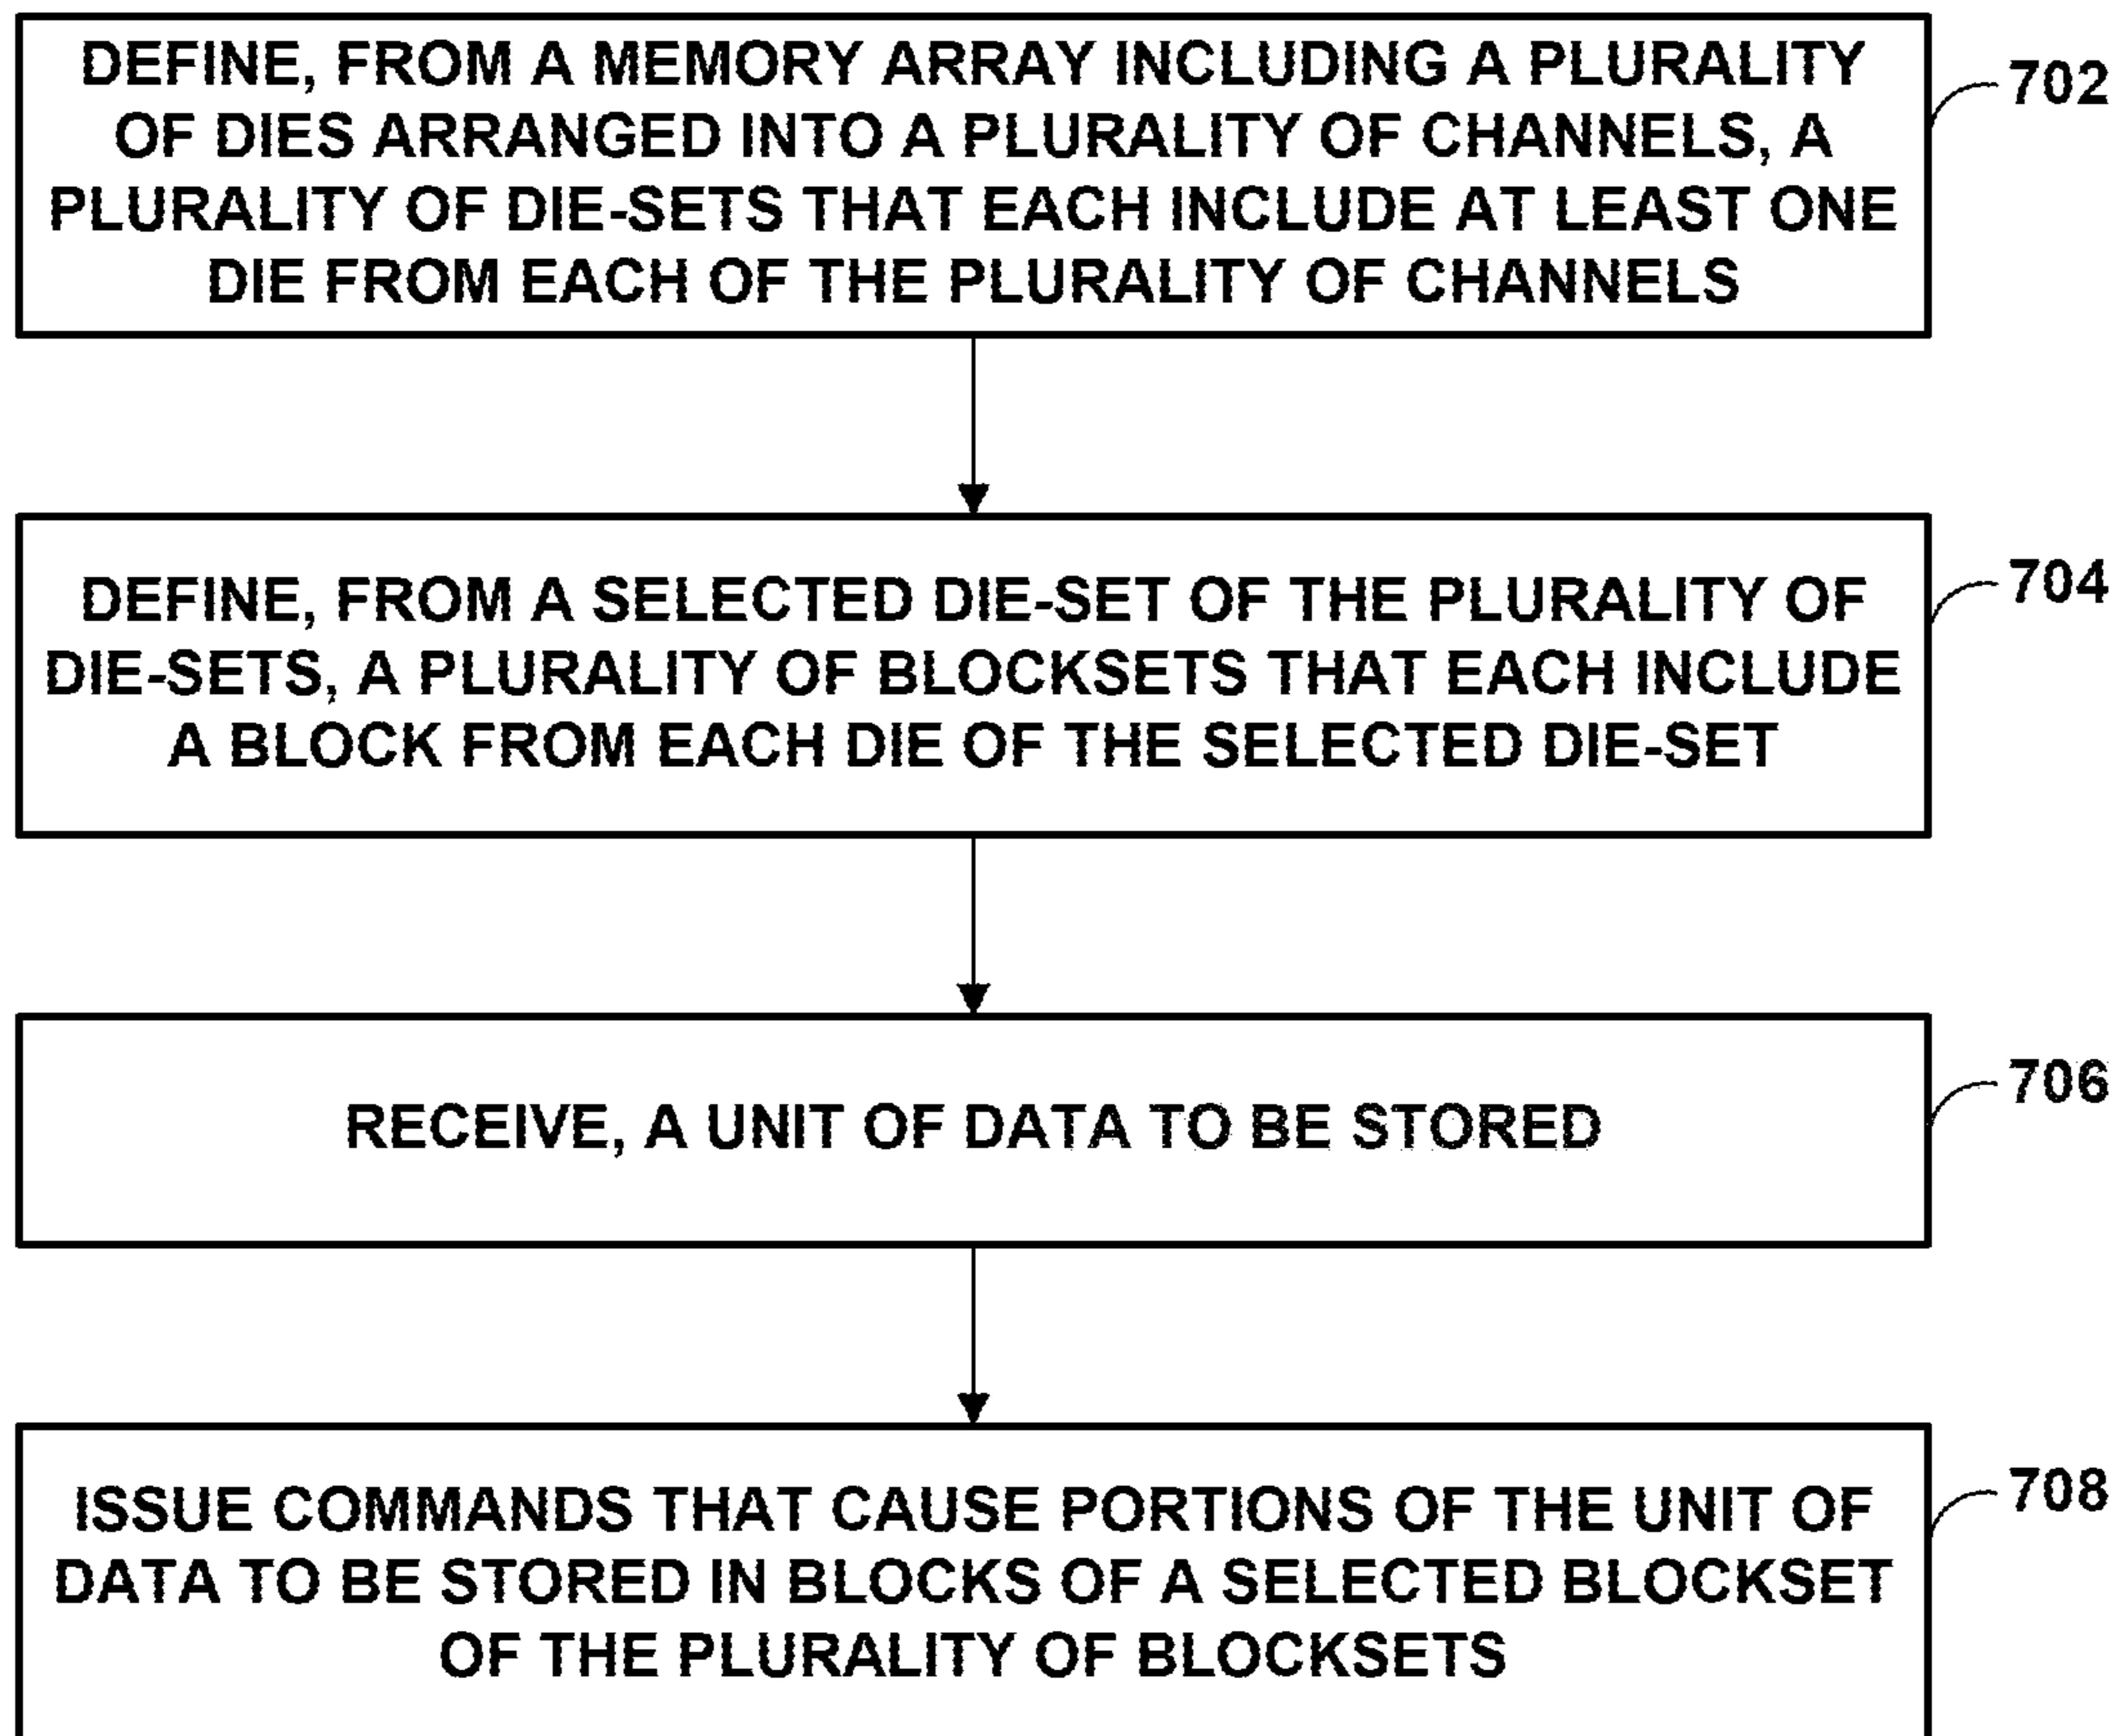 DEFINE, FROM A MEMORY ARRAY INCLUDING A PLURALITY
OF DIES ARRANGED INTO A PLURALITY OF CHANNELS, A
PLURALITY OF DIE-SETS THAT EACH INCLUDE AT LEAST ONE
DIE FROM EACH OF THE PLURALITY OF CHANNELS
702
DEFINE, FROM A SELECTED DIE-SET OF THE PLURALITY OF
DIE-SETS, A PLURALITY OF BLOCKSETS THAT EACH INCLUDE
A BLOCK FROM EACH DIE OF THE SELECTED DIE-SET
704
RECEIVE, A UNIT OF DATA TO BE STORED
706
ISSUE COMMANDS THAT CAUSE PORTIONS OF THE UNIT OF
DATA TO BE STORED IN BLOCKS OF A SELECTED BLOCKSET
OF THE PLURALITY OF BLOCKSETS
708